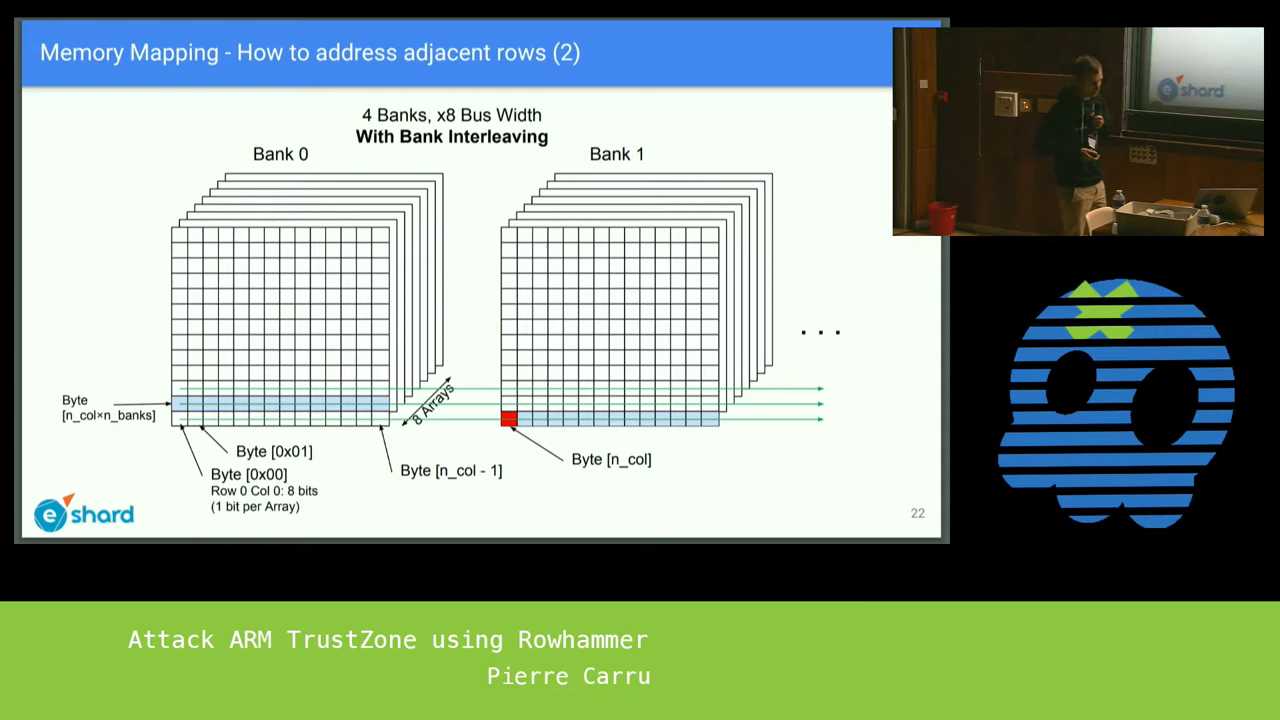 Memory Mapping - How to address adjacent rows (2)
4 Banks, x8 Bus Width
With Bank Interleaving
Bank 0
Bank 1
. . .
8 Arrays
Byte
[n_col×n_banks]
Byte [0x01]
Byte [0x00]
Row 0 Col 0: 8 bits
(1 bit per Array)
Byte [n_col - 1]
Byte [n_col]
eshard
22
eshard
Attack ARM TrustZone using Rowhammer
Pierre Carru